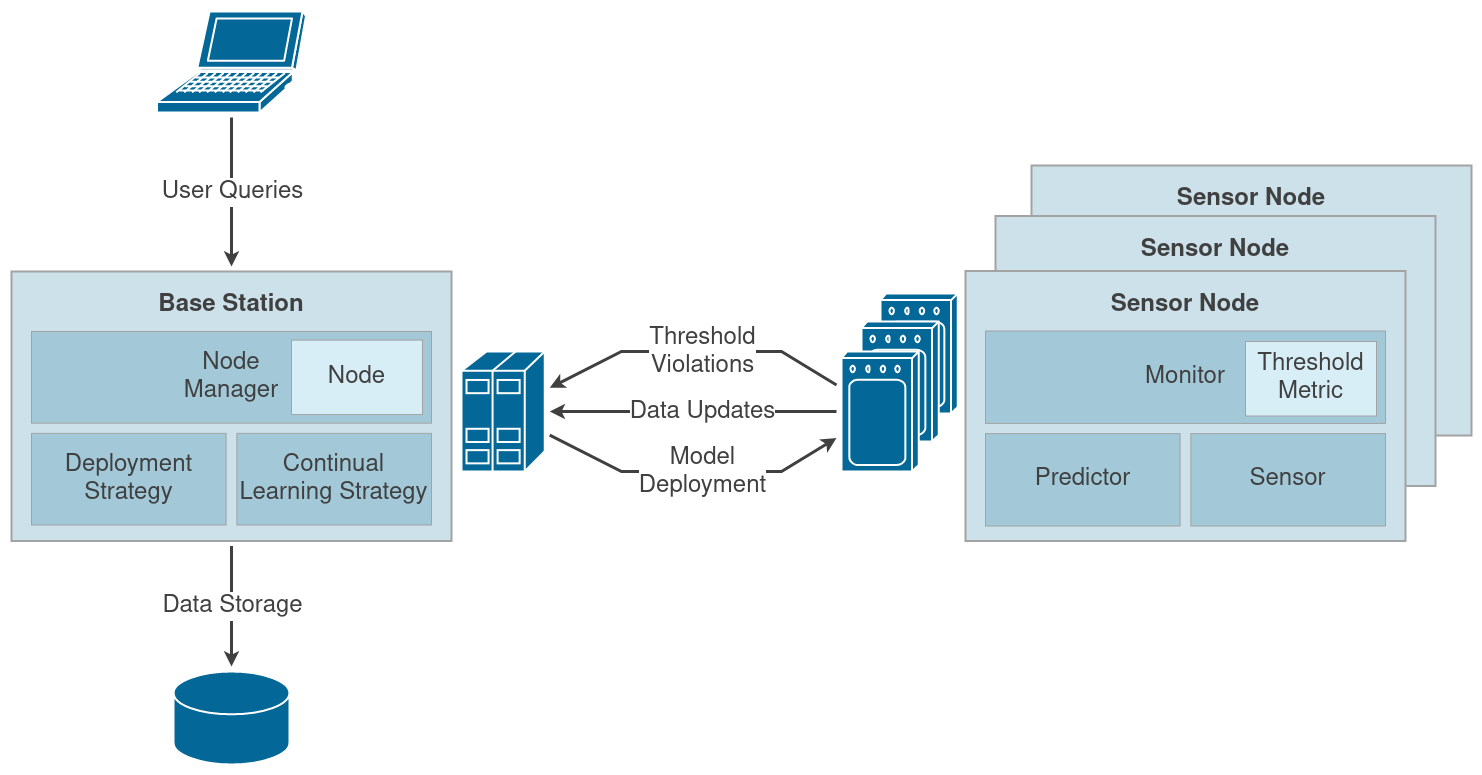 User Queries
Base Station
Node
Manager
Node
Deployment
Strategy
Continual
Learning Strategy
Data Storage
Threshold
Violations
Data Updates
Model
Deployment
Sensor Node
Sensor Node
Sensor Node
Monitor
Threshold
Metric
Predictor
Sensor